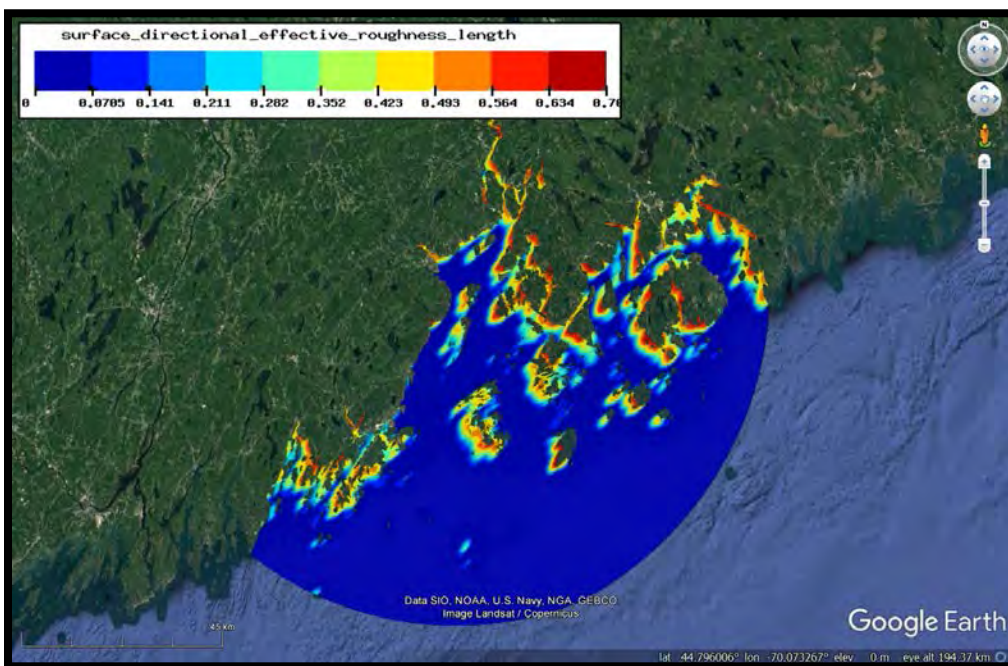 surface_directional_effective_roughness_length
0 0.0705 0.141 0.211 0.282 0.352 0.423 0.493 0.564 0.634
N
45 km
Data SIO, NOAA, U.S. Navy, NGA, GEBCO
Image Landsat / Copernicus
Google Earth
lat 44.796006° lon -70.073267° elev 0 m eye alt 194.37 km